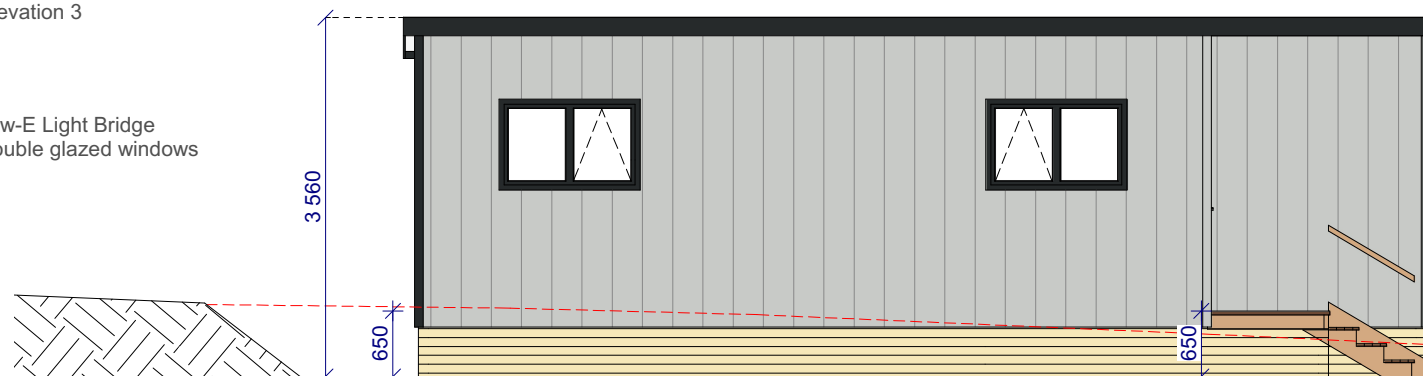 evation 3
w-E Light Bridge
ouble glazed windows
3 560
650
650